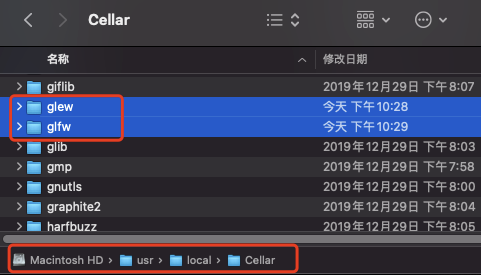 Cellar
名称 修改日期
giflib 2019年12月29日 下午8:07
glew 今天 下午10:28
glfw 今天 下午10:29
glib 2019年12月29日 下午8:03
gmp 2019年12月29日 下午7:58
gnutls 2019年12月29日 下午8:00
graphite2 2019年12月29日 下午8:04
harfbuzz 2019年12月29日 下午8:05
Macintosh HD › usr › local › Cellar